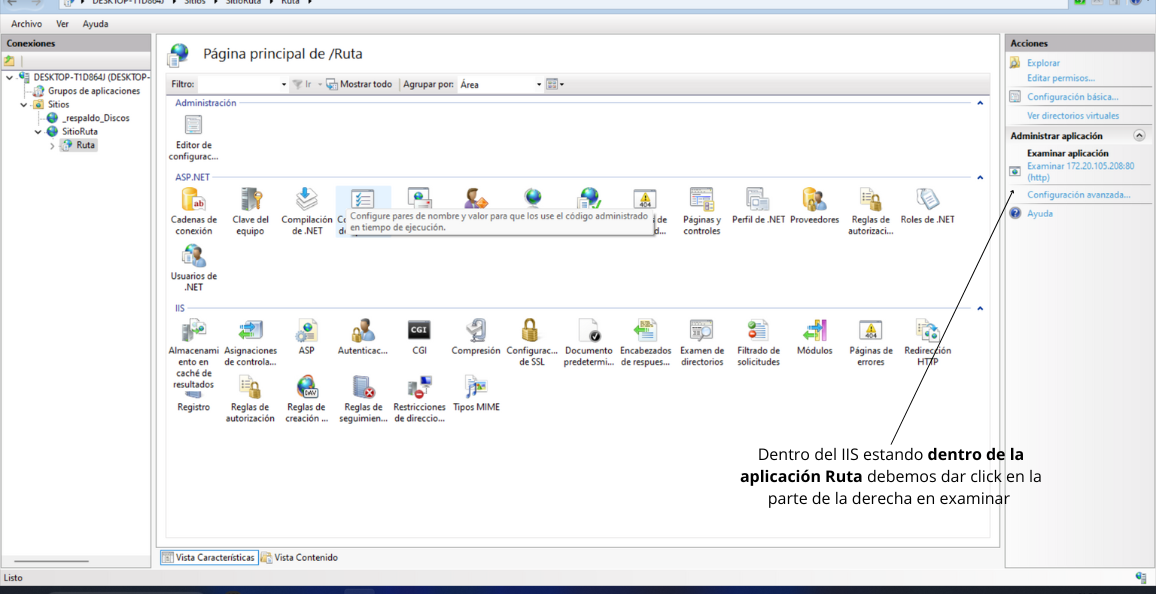 DESKTOP-T1D864J ▸ Sitios ▸ SitioRuta ▸ Ruta ▸
Archivo Ver Ayuda
Conexiones
DESKTOP-T1D864J (DESKTOP-
Grupos de aplicaciones
Sitios
_respaldo_Discos
SitioRuta
Ruta
Página principal de /Ruta
Filtro: Ir Mostrar todo Agrupar por: Área
Administración
Editor de
configurac...
ASP.NET
Cadenas de
conexión
Clave del
equipo
Compilación
de .NET
Configure pares de nombre y valor para que los use el código administrado
en tiempo de ejecución.
Páginas y
controles
Perfil de .NET
Proveedores
Reglas de
autorizaci...
Roles de .NET
Usuarios de
.NET
IIS
Almacenami
ento en
caché de
resultados
Asignaciones
de controla...
ASP
Autenticac...
CGI
CGI
Compresión
Configurac...
de SSL
Documento
predetermi...
Encabezados
de respues...
Examen de
directorios
Filtrado de
solicitudes
Módulos
404
Páginas de
errores
Redirección
HTTP
Registro
Reglas de
autorización
DAV
Reglas de
creación ...
Reglas de
seguimien...
Restricciones
de direccio...
Tipos MIME
Vista Características Vista Contenido
Listo
Acciones
Explorar
Editar permisos...
Configuración básica...
Ver directorios virtuales
Administrar aplicación
Examinar aplicación
Examinar 172.20.105.208:80
(http)
Configuración avanzada...
Ayuda
Dentro del IIS estando dentro de la
aplicación Ruta debemos dar click en la
parte de la derecha en examinar